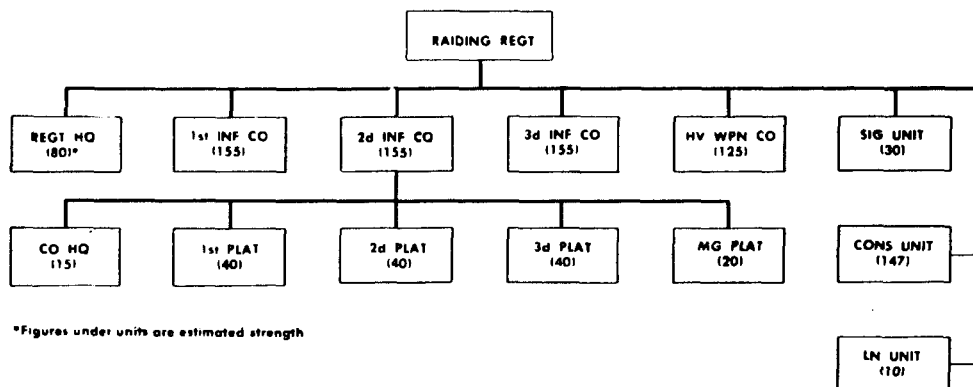 RAIDING REGT
REGT HQ
(80)*
1st INF CO
(155)
2d INF CO
(155)
3d INF CO
(155)
HV WPN CO
(125)
SIG UNIT
(30)
CO HQ
(15)
1st PLAT
(40)
2d PLAT
(40)
3d PLAT
(40)
MG PLAT
(20)
CONS UNIT
(147)
*Figures under units are estimated strength
LN UNIT
(10)